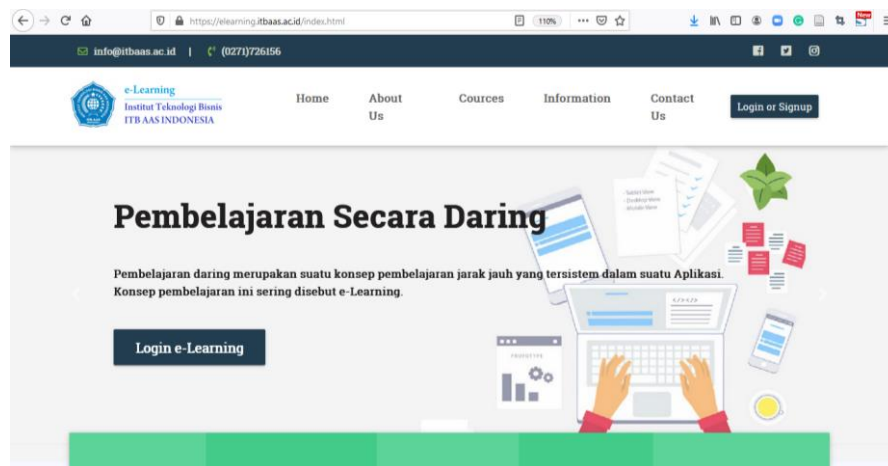 https://elearning.itbaas.ac.id/index.html
110%
New
info@itbaas.ac.id | (0271)726156
e-Learning
Institut Teknologi Bisnis
ITB AAS INDONESIA
Home
About Us
Cources
Information
Contact Us
Login or Signup
Pembelajaran Secara Daring
Pembelajaran daring merupakan suatu konsep pembelajaran jarak jauh yang tersistem dalam suatu Aplikasi.
Konsep pembelajaran ini sering disebut e-Learning.
Login e-Learning
</></>
PROTOTYPE